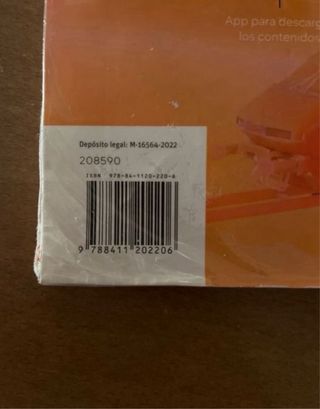 App para descarg
los contenidos
Depósito legal: M-16564-2022
208590
ISBN 978-84-1120-220-6
9 788411 202206